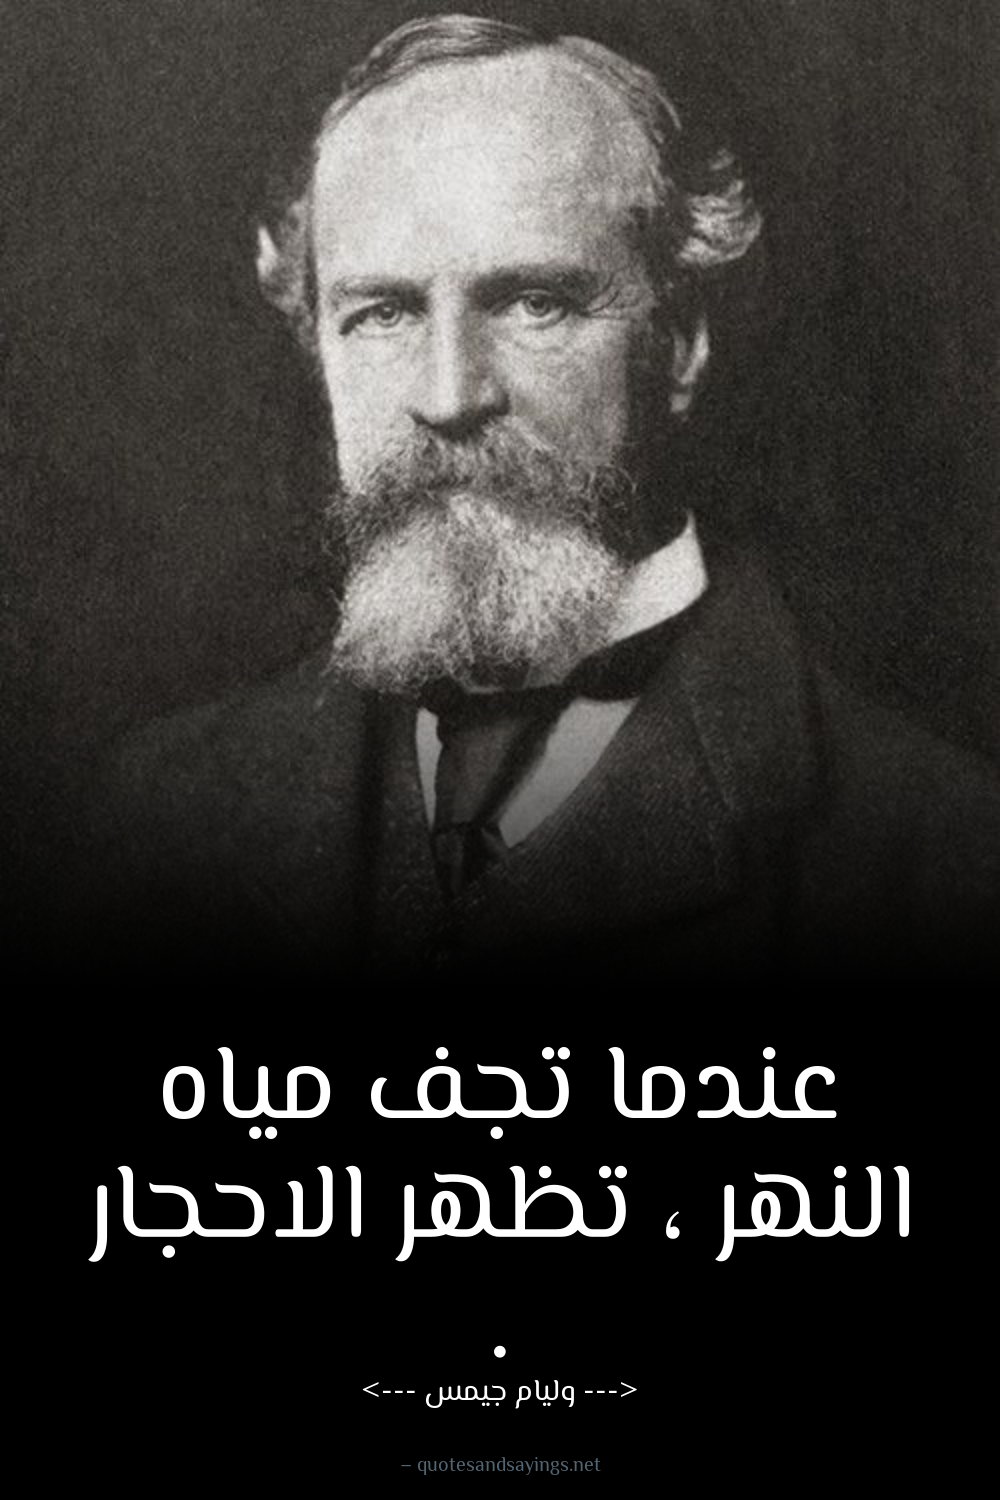 عندما تجف مياه
النهر ، تظهر الاحجار
.
<--- وليام جيمس --->
– quotesandsayings.net